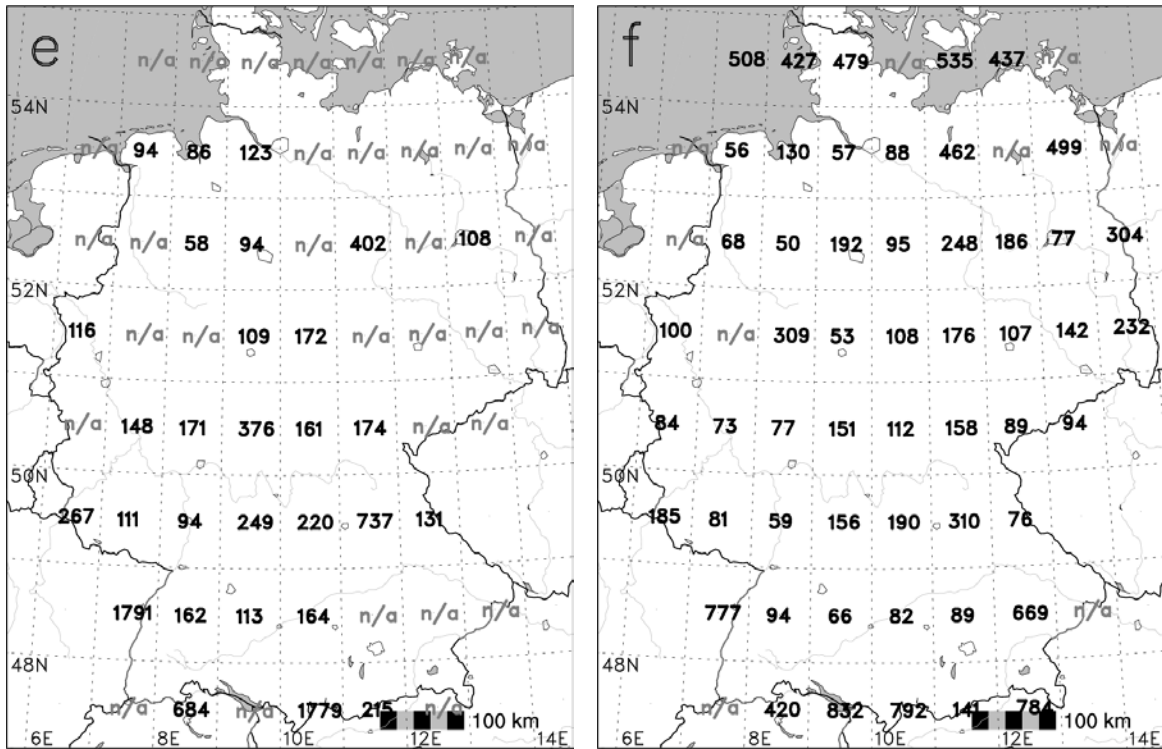 e
n/a n/a n/a n/a n/a n/a n/a
54N
n/a 94 86 123 n/a n/a n/a n/a n/a
n/a n/a 58 94 n/a 402 n/a 108 n/a
52N
116 n/a n/a 109 172 n/a n/a n/a n/a
n/a 148 171 376 161 174 n/a n/a
50N
267 111 94 249 220 737 131
1791 162 113 164 n/a n/a n/a
48N
n/a 684 n/a 1779 215 n/a
100 km
6E 8E 10E 12E 14E
f
508 427 479 n/a 535 437 n/a
54N
n/a 56 130 57 88 462 n/a 499 n/a
n/a 68 50 192 95 248 186 77 304
52N
100 n/a 309 53 108 176 107 142 232
84 73 77 151 112 158 89 94
50N
185 81 59 156 190 310 76
777 94 66 82 89 669 n/a
48N
n/a 420 832 792 141 784
100 km
6E 8E 10E 12E 14E